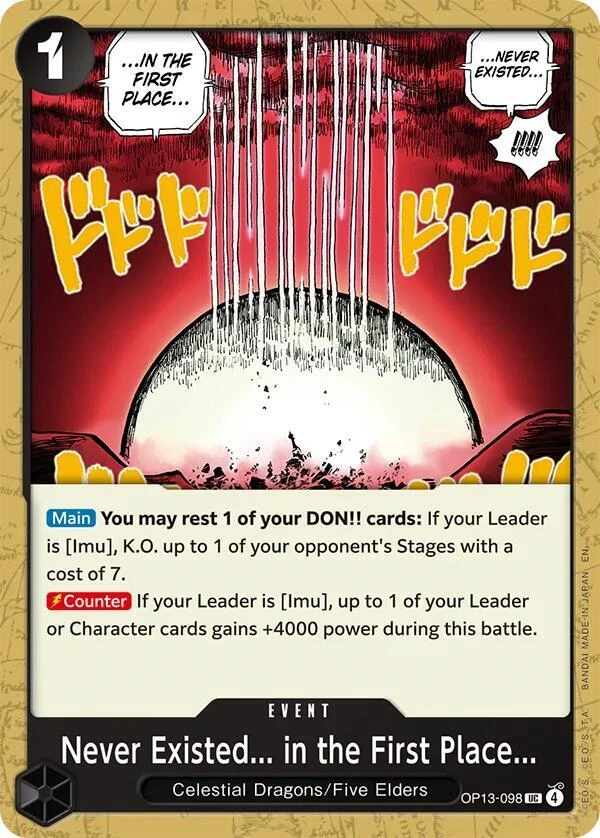 1
...IN THE
FIRST
PLACE...
...NEVER
EXISTED...
!!!!
ドドド
ドドド
Main You may rest 1 of your DON!! cards: If your Leader
is [Imu], K.O. up to 1 of your opponent's Stages with a
cost of 7.
Counter If your Leader is [Imu], up to 1 of your Leader
or Character cards gains +4000 power during this battle.
EVENT
Never Existed... in the First Place...
Celestial Dragons/Five Elders
OP13-098 UC 4
©E.O.S. ©E.O./S.,T.A. BANDAI MADE IN JAPAN EN